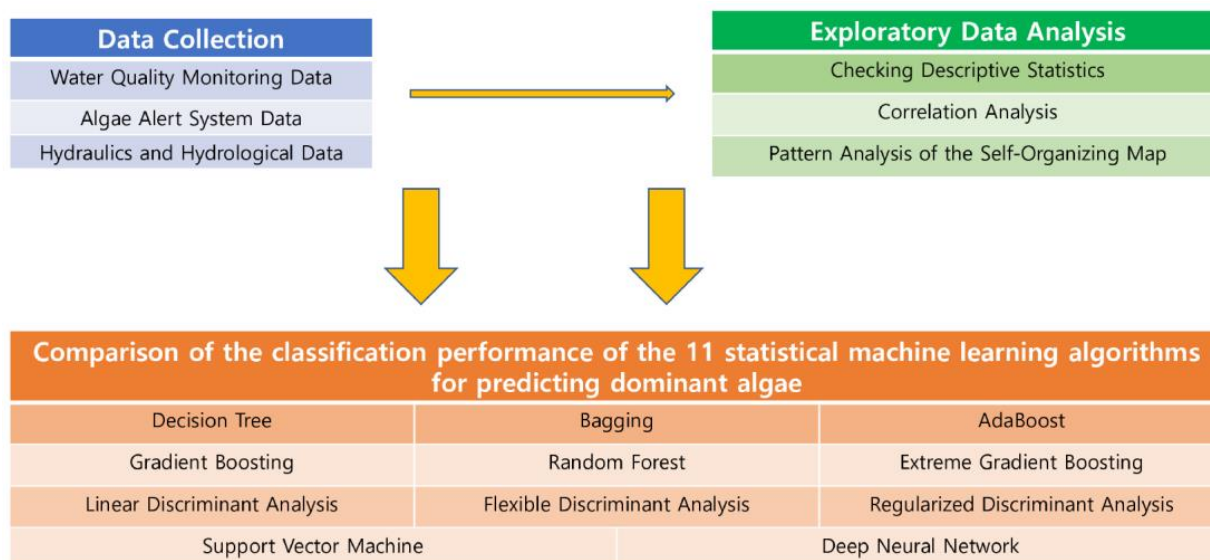 Data Collection
Water Quality Monitoring Data
Algae Alert System Data
Hydraulics and Hydrological Data
Exploratory Data Analysis
Checking Descriptive Statistics
Correlation Analysis
Pattern Analysis of the Self-Organizing Map
Comparison of the classification performance of the 11 statistical machine learning algorithms
for predicting dominant algae
Decision Tree
Bagging
AdaBoost
Gradient Boosting
Random Forest
Extreme Gradient Boosting
Linear Discriminant Analysis
Flexible Discriminant Analysis
Regularized Discriminant Analysis
Support Vector Machine
Deep Neural Network